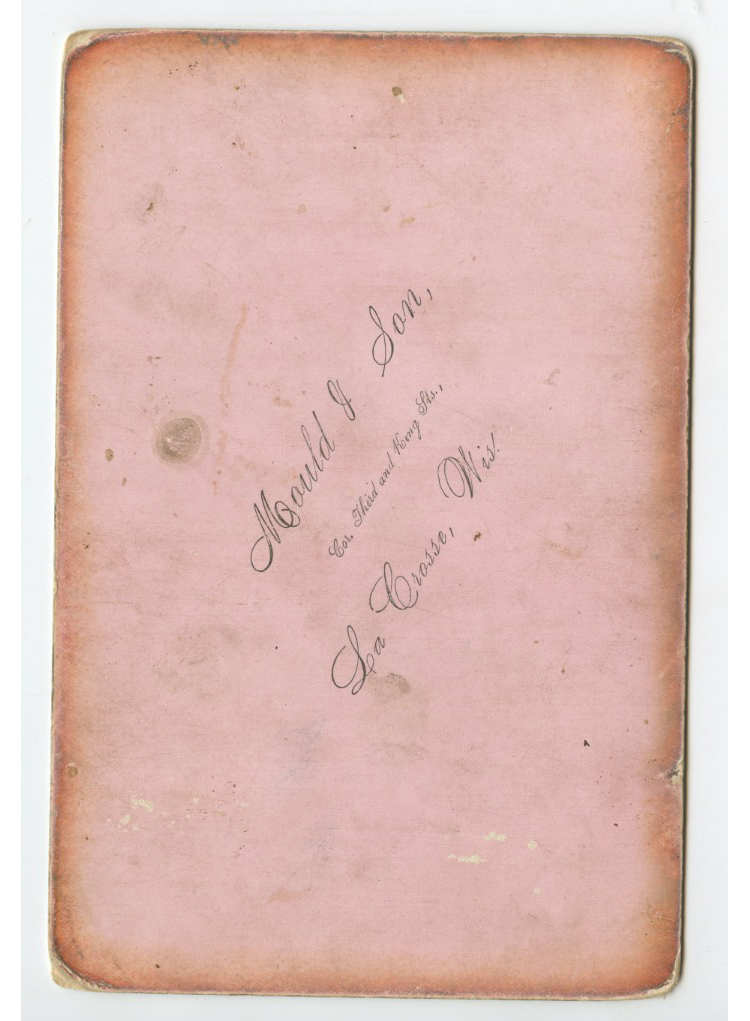 Mould & Son,
Cor. Third and King Sts.,
La Crosse, Wis.